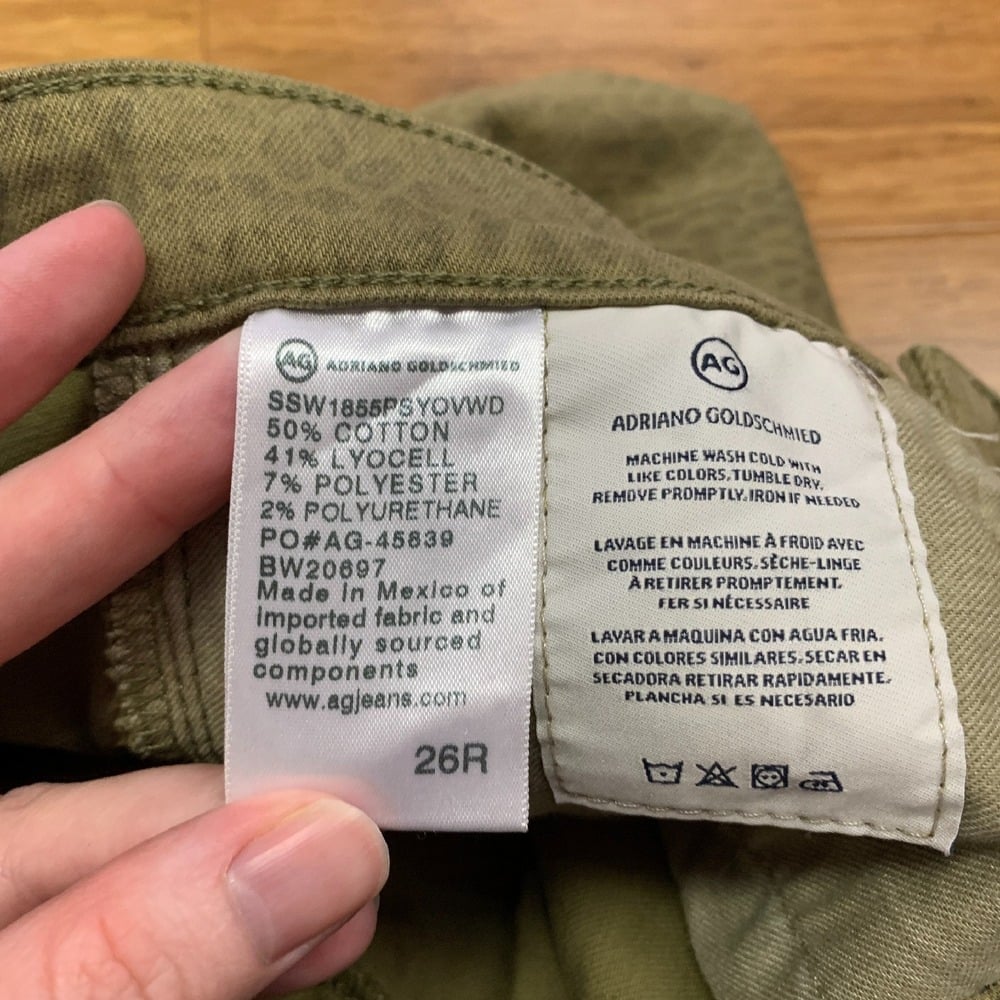 AG ADRIANO GOLDSCHMIED
SSW1855PSYOVWD
50% COTTON
41% LYOCELL
7% POLYESTER
2% POLYURETHANE
PO#AG-45839
BW20697
Made in Mexico of
imported fabric and
globally sourced
components
www.agjeans.com
26R
AG
ADRIANO GOLDSCHMIED
MACHINE WASH COLD WITH
LIKE COLORS. TUMBLE DRY.
REMOVE PROMPTLY. IRON IF NEEDED
LAVAGE EN MACHINE À FROID AVEC
COMME COULEURS. SÈCHE-LINGE
À RETIRER PROMPTEMENT.
FER SI NÉCESSAIRE
LAVAR A MAQUINA CON AGUA FRIA.
CON COLORES SIMILARES. SECAR EN
SECADORA RETIRAR RAPIDAMENTE.
PLANCHA SI ES NECESARIO